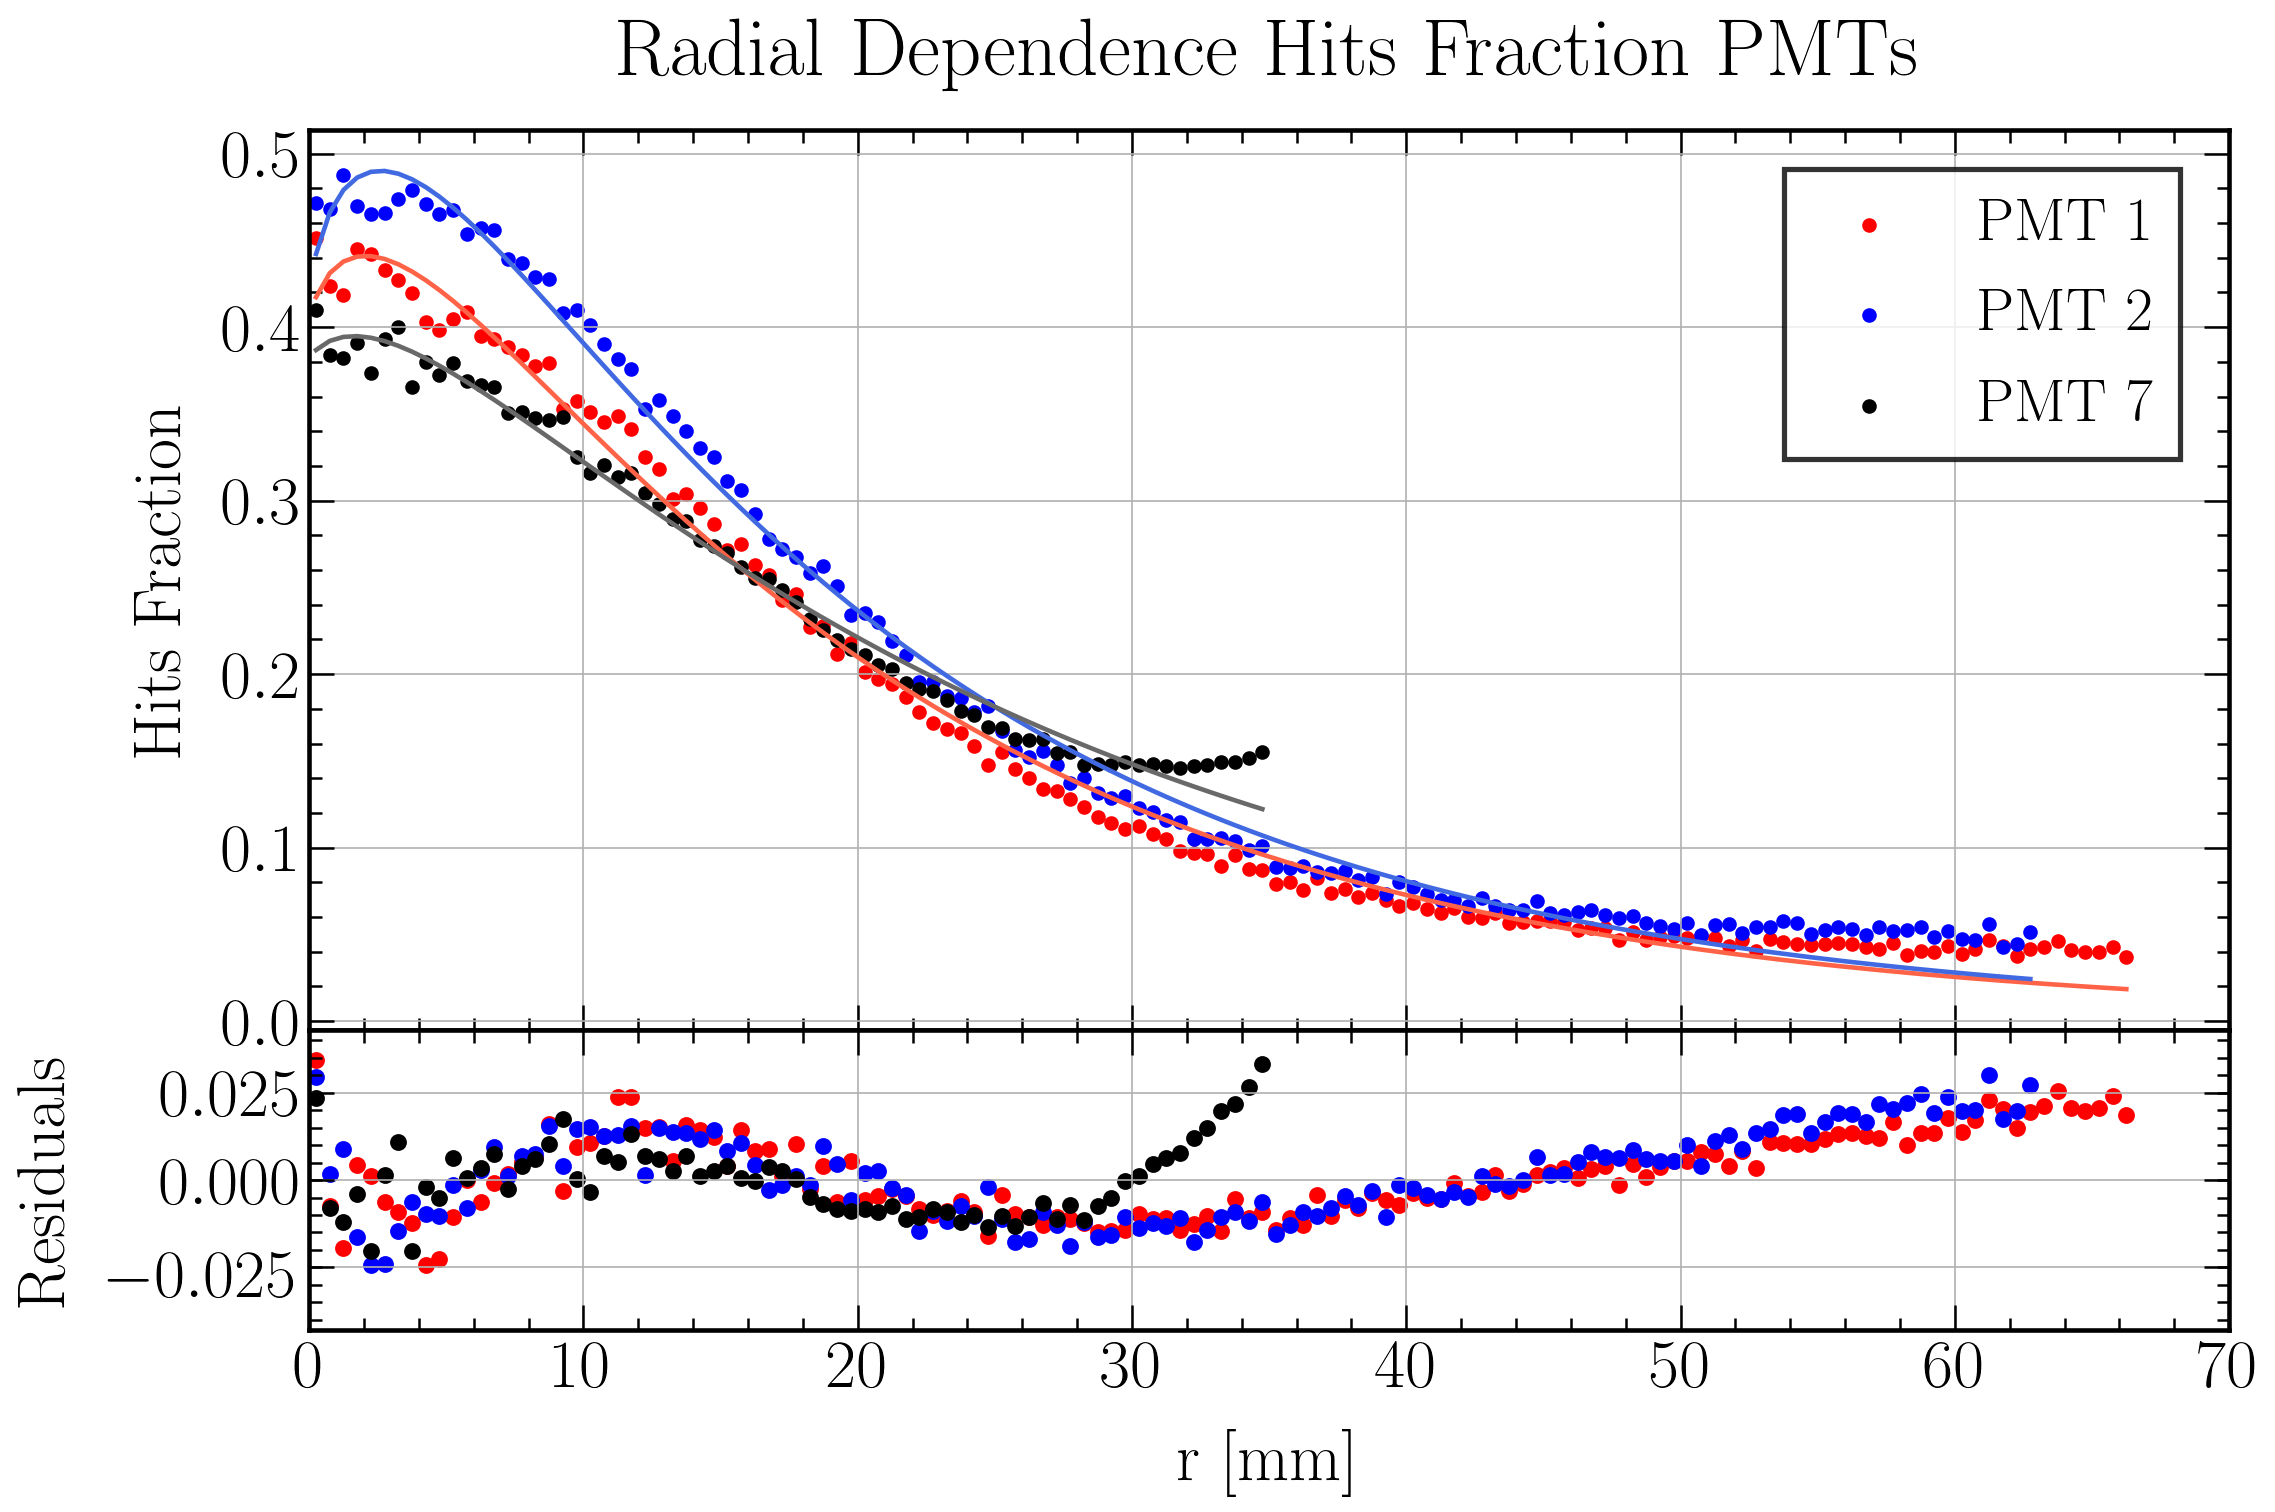 Radial Dependence Hits Fraction PMTs
0.5
0.4
0.3
0.2
0.1
0.0
Hits Fraction
PMT 1
PMT 2
PMT 7
0.025
0.000
−0.025
Residuals
0 10 20 30 40 50 60 70
r [mm]